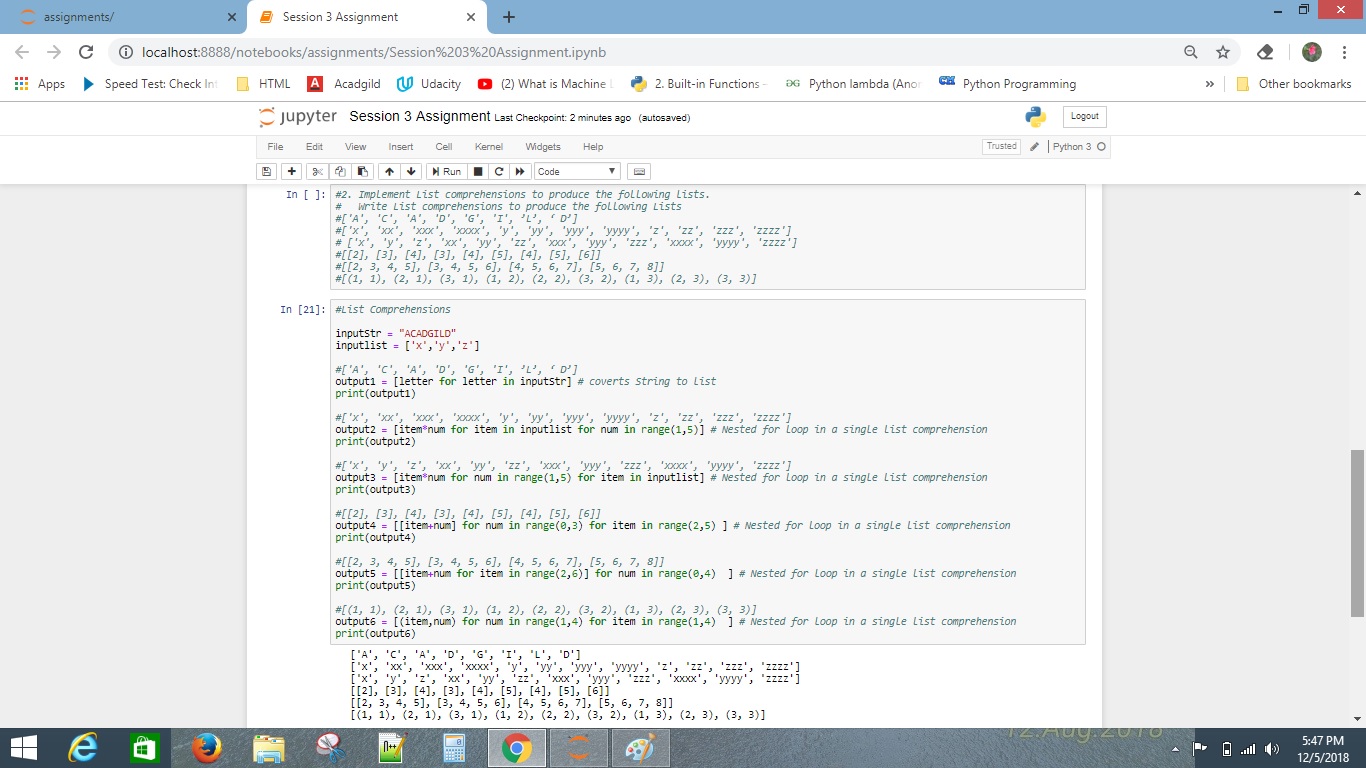 assignments/
Session 3 Assignment
localhost:8888/notebooks/assignments/Session%203%20Assignment.ipynb
Apps Speed Test: Check Int HTML Acadgild Udacity (2) What is Machine L 2. Built-in Functions - Python lambda (Anon Python Programming » Other bookmarks
jupyter Session 3 Assignment Last Checkpoint: 2 minutes ago (autosaved) Logout
File Edit View Insert Cell Kernel Widgets Help Trusted Python 3
Run Code
In [ ]: #2. Implement List comprehensions to produce the following lists.
# Write List comprehensions to produce the following Lists
#['A', 'C', 'A', 'D', 'G', 'I', ’L’, ‘ D’]
#['x', 'xx', 'xxx', 'xxxx', 'y', 'yy', 'yyy', 'yyyy', 'z', 'zz', 'zzz', 'zzzz']
# ['x', 'y', 'z', 'xx', 'yy', 'zz', 'xxx', 'yyy', 'zzz', 'xxxx', 'yyyy', 'zzzz']
#[[2], [3], [4], [3], [4], [5], [4], [5], [6]]
#[[2, 3, 4, 5], [3, 4, 5, 6], [4, 5, 6, 7], [5, 6, 7, 8]]
#[(1, 1), (2, 1), (3, 1), (1, 2), (2, 2), (3, 2), (1, 3), (2, 3), (3, 3)]
In [21]: #List Comprehensions
inputStr = "ACADGILD"
inputlist = ['x','y','z']
#['A', 'C', 'A', 'D', 'G', 'I', ’L’, ‘ D’]
output1 = [letter for letter in inputStr] # coverts String to List
print(output1)
#['x', 'xx', 'xxx', 'xxxx', 'y', 'yy', 'yyy', 'yyyy', 'z', 'zz', 'zzz', 'zzzz']
output2 = [item*num for item in inputlist for num in range(1,5)] # Nested for loop in a single list comprehension
print(output2)
#['x', 'y', 'z', 'xx', 'yy', 'zz', 'xxx', 'yyy', 'zzz', 'xxxx', 'yyyy', 'zzzz']
output3 = [item*num for num in range(1,5) for item in inputlist] # Nested for loop in a single list comprehension
print(output3)
#[[2], [3], [4], [3], [4], [5], [4], [5], [6]]
output4 = [[item+num] for num in range(0,3) for item in range(2,5) ] # Nested for loop in a single list comprehension
print(output4)
#[[2, 3, 4, 5], [3, 4, 5, 6], [4, 5, 6, 7], [5, 6, 7, 8]]
output5 = [[item+num for item in range(2,6)] for num in range(0,4)  ] # Nested for loop in a single list comprehension
print(output5)
#[(1, 1), (2, 1), (3, 1), (1, 2), (2, 2), (3, 2), (1, 3), (2, 3), (3, 3)]
output6 = [(item,num) for num in range(1,4) for item in range(1,4)  ] # Nested for loop in a single list comprehension
print(output6)
['A', 'C', 'A', 'D', 'G', 'I', 'L', 'D']
['x', 'xx', 'xxx', 'xxxx', 'y', 'yy', 'yyy', 'yyyy', 'z', 'zz', 'zzz', 'zzzz']
['x', 'y', 'z', 'xx', 'yy', 'zz', 'xxx', 'yyy', 'zzz', 'xxxx', 'yyyy', 'zzzz']
[[2], [3], [4], [3], [4], [5], [4], [5], [6]]
[[2, 3, 4, 5], [3, 4, 5, 6], [4, 5, 6, 7], [5, 6, 7, 8]]
[(1, 1), (2, 1), (3, 1), (1, 2), (2, 2), (3, 2), (1, 3), (2, 3), (3, 3)]
12.Aug.2018
5:47 PM
12/5/2018